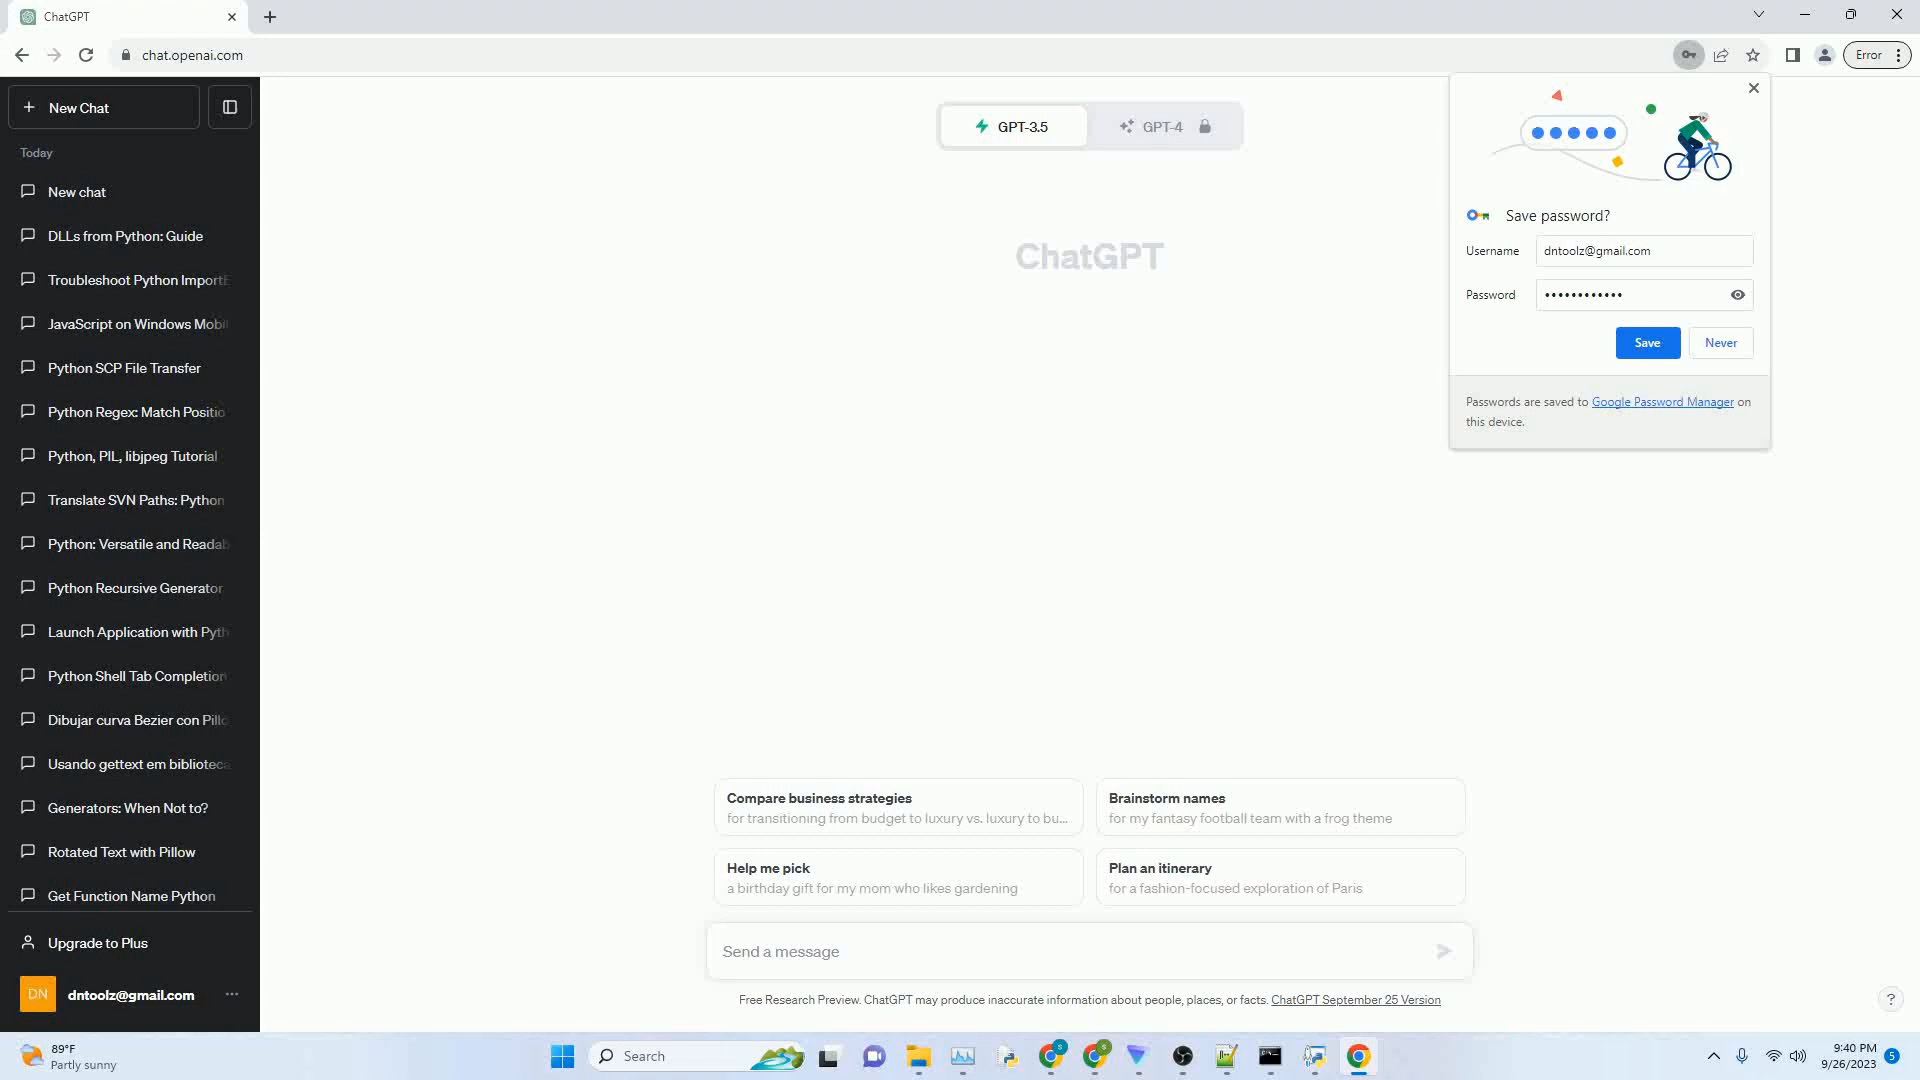 ChatGPT
chat.openai.com
Error
New Chat
Today
New chat
DLLs from Python: Guide
Troubleshoot Python ImportE
JavaScript on Windows Mobil
Python SCP File Transfer
Python Regex: Match Positio
Python, PIL, libjpeg Tutorial
Translate SVN Paths: Python
Python: Versatile and Readab
Python Recursive Generator
Launch Application with Pyth
Python Shell Tab Completion
Dibujar curva Bezier con Pillo
Usando gettext em biblioteca
Generators: When Not to?
Rotated Text with Pillow
Get Function Name Python
Upgrade to Plus
DN
dntoolz@gmail.com
GPT-3.5
GPT-4
ChatGPT
Save password?
Username
dntoolz@gmail.com
Password
••••••••••••
Save
Never
Passwords are saved to Google Password Manager on
this device.
Compare business strategies
for transitioning from budget to luxury vs. luxury to bu...
Brainstorm names
for my fantasy football team with a frog theme
Help me pick
a birthday gift for my mom who likes gardening
Plan an itinerary
for a fashion-focused exploration of Paris
Send a message
Free Research Preview. ChatGPT may produce inaccurate information about people, places, or facts. ChatGPT September 25 Version
?
89°F
Partly sunny
Search
S
S
9:40 PM
9/26/2023
5